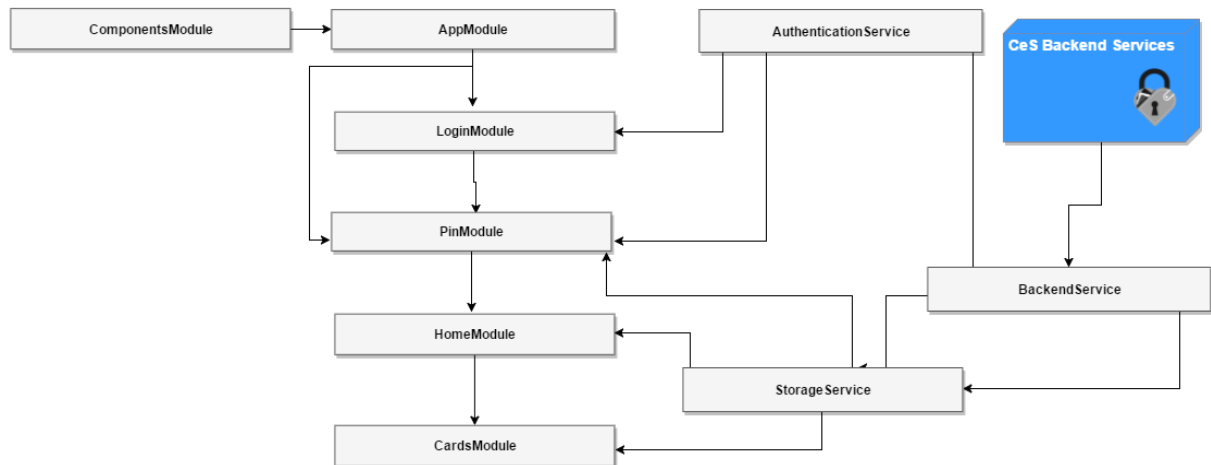 ComponentsModule
AppModule
AuthenticationService
CeS Backend Services
LoginModule
PinModule
BackendService
HomeModule
StorageService
CardsModule